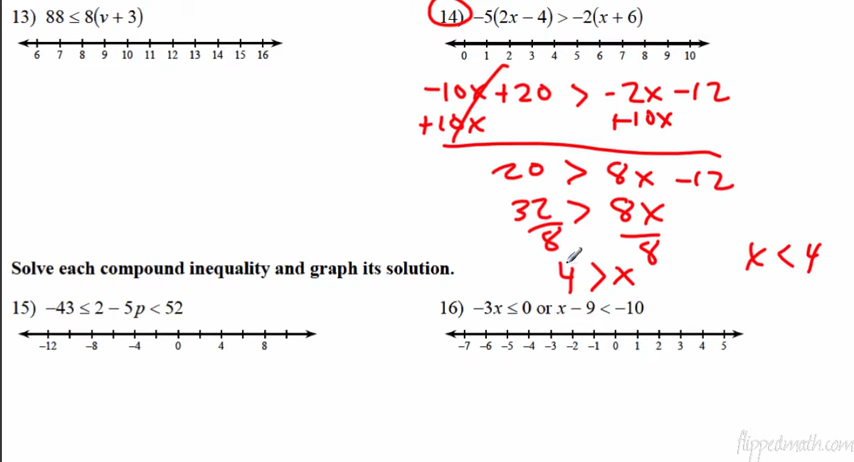 13) 88 ≤ 8(v + 3)
6 7 8 9 10 11 12 13 14 15 16
14) −5(2x − 4) > −2(x + 6)
0 1 2 3 4 5 6 7 8 9 10
-10x +20 > -2x -12
+10x +10x
20 > 8x -12
32 > 8x
8 8
4 > x
x < 4
Solve each compound inequality and graph its solution.
15) −43 ≤ 2 − 5p < 52
−12 −8 −4 0 4 8
16) −3x ≤ 0 or x − 9 < −10
−7 −6 −5 −4 −3 −2 −1 0 1 2 3 4 5
flippedmath.com